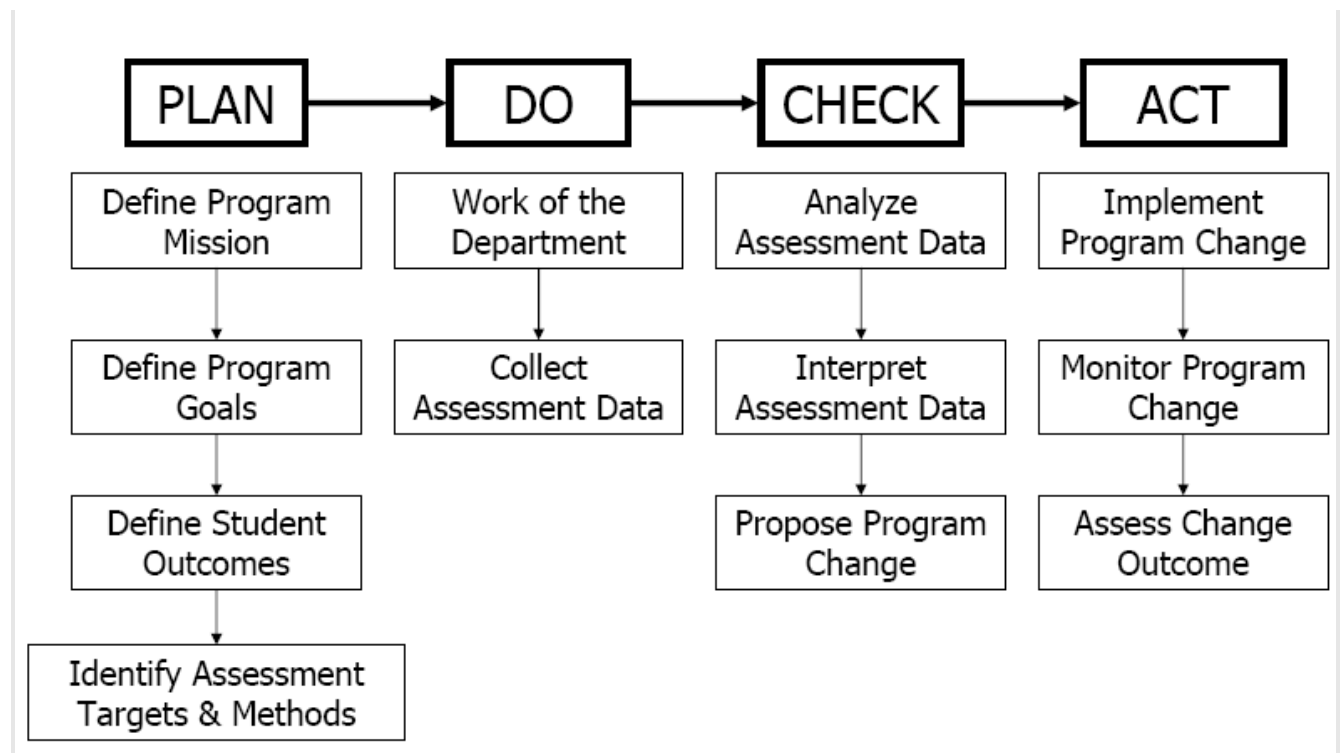 PLAN
DO
CHECK
ACT
Define Program
Mission
Define Program
Goals
Define Student
Outcomes
Identify Assessment
Targets & Methods
Work of the
Department
Collect
Assessment Data
Analyze
Assessment Data
Interpret
Assessment Data
Propose Program
Change
Implement
Program Change
Monitor Program
Change
Assess Change
Outcome